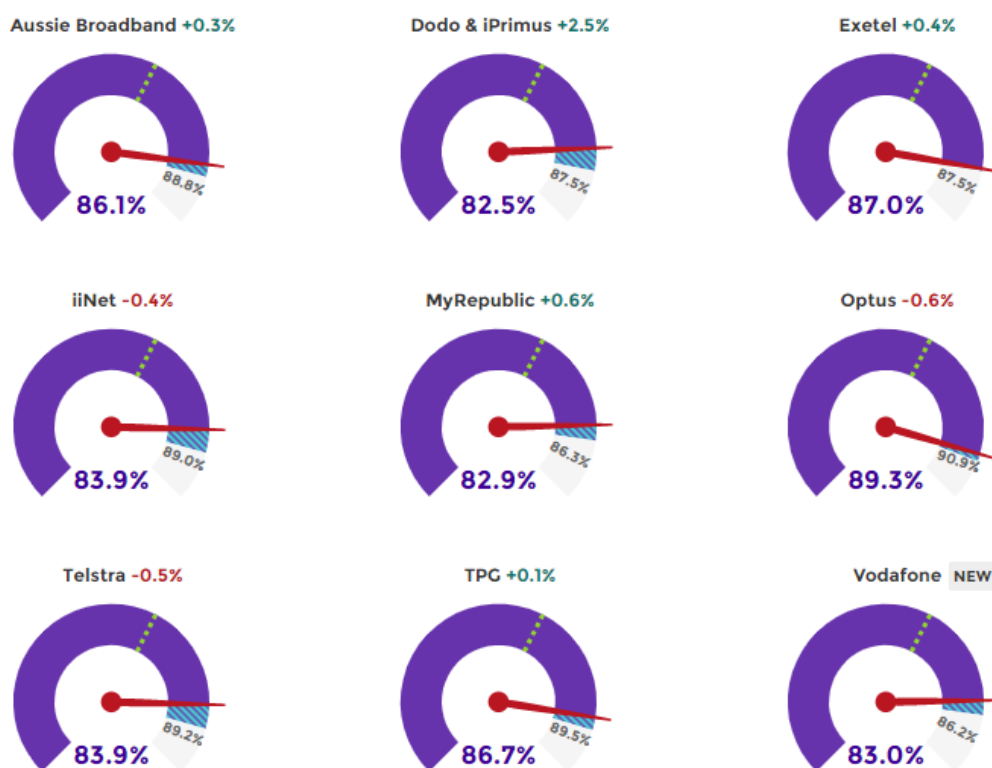 Aussie Broadband +0.3%
Dodo & iPrimus +2.5%
Exetel +0.4%
88.8%
86.1%
87.5%
82.5%
87.5%
87.0%
iiNet -0.4%
MyRepublic +0.6%
Optus -0.6%
89.0%
83.9%
86.3%
82.9%
90.9%
89.3%
Telstra -0.5%
TPG +0.1%
Vodafone NEW
89.2%
83.9%
89.5%
86.7%
86.2%
83.0%